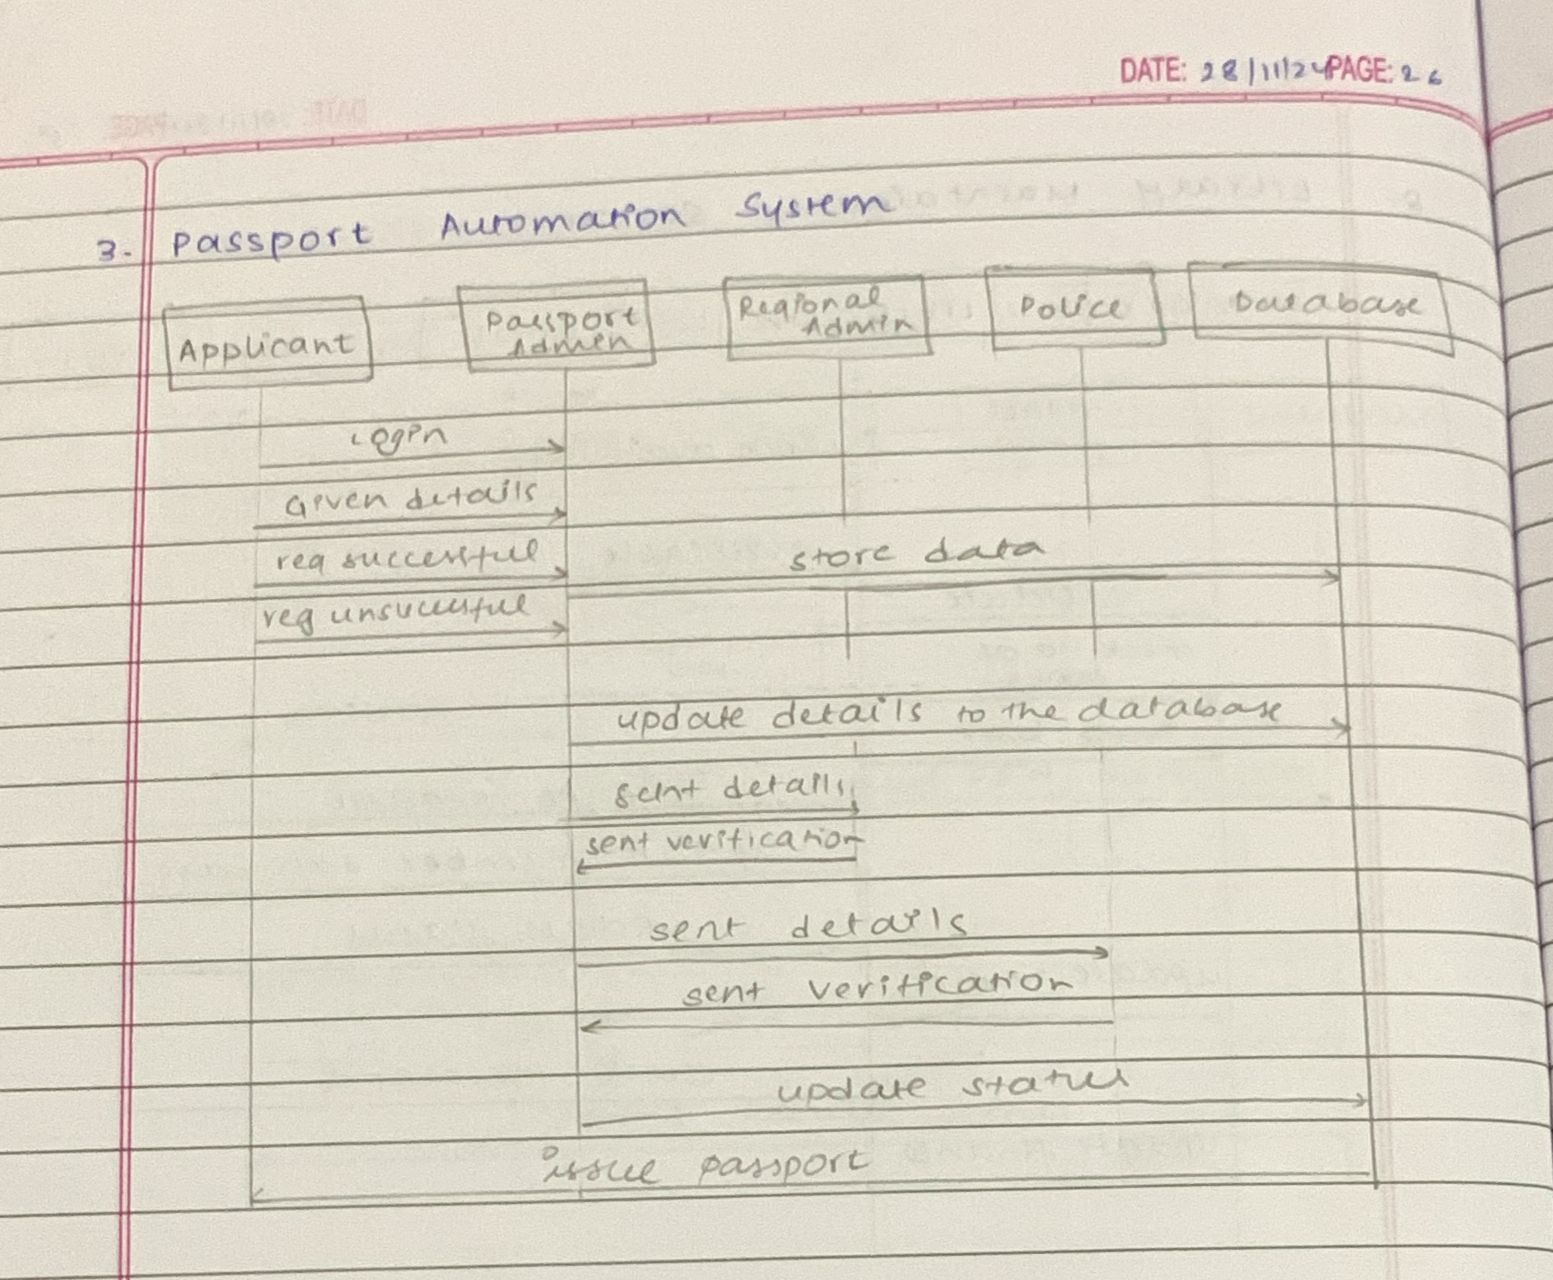 DATE: 28/11/24 PAGE: 26
3. Passport Automation System
Applicant
Passport
Admin
Regional
Admin
Police
Database
Login
Given details
reg successful
store data
reg unsuccessful
update details to the database
sent details
sent verification
sent details
sent verification
update status
issue passport